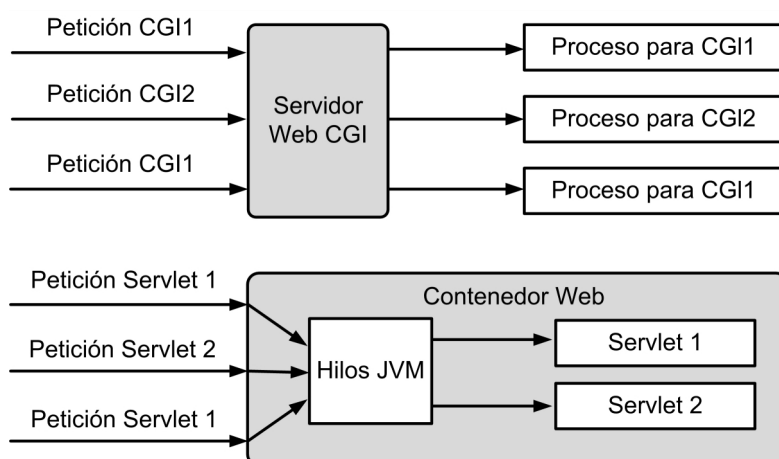 Petición CGI1
Proceso para CGI1
Petición CGI2
Servidor
Web CGI
Proceso para CGI2
Petición CGI1
Proceso para CGI1
Petición Servlet 1
Contenedor Web
Petición Servlet 2
Hilos JVM
Servlet 1
Petición Servlet 1
Servlet 2